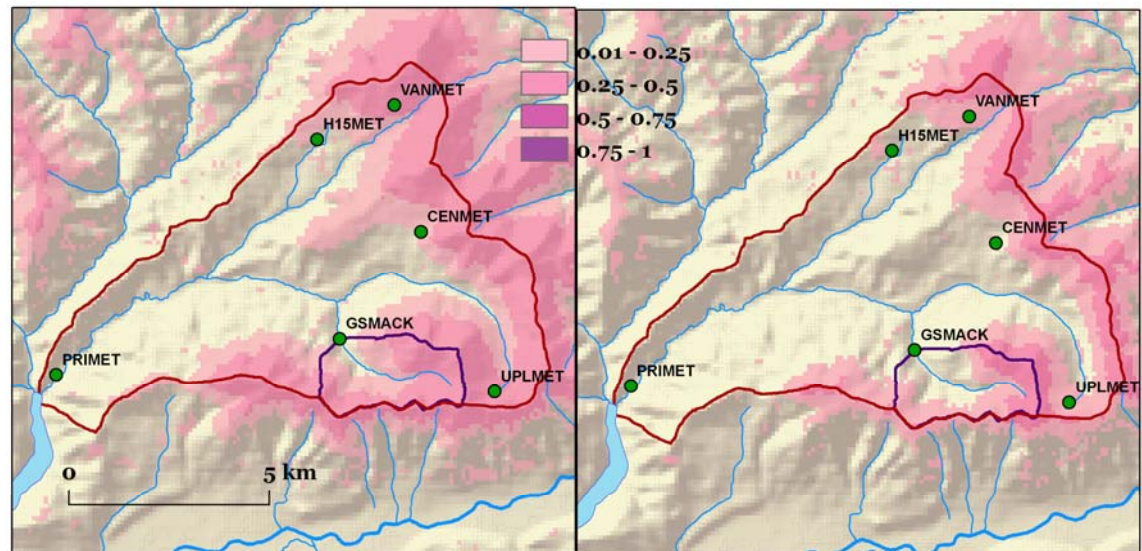 0.01 - 0.25
0.25 - 0.5
0.5 - 0.75
0.75 - 1
VANMET
H15MET
CENMET
GSMACK
PRIMET
UPLMET
0 5 km
VANMET
H15MET
CENMET
GSMACK
PRIMET
UPLMET